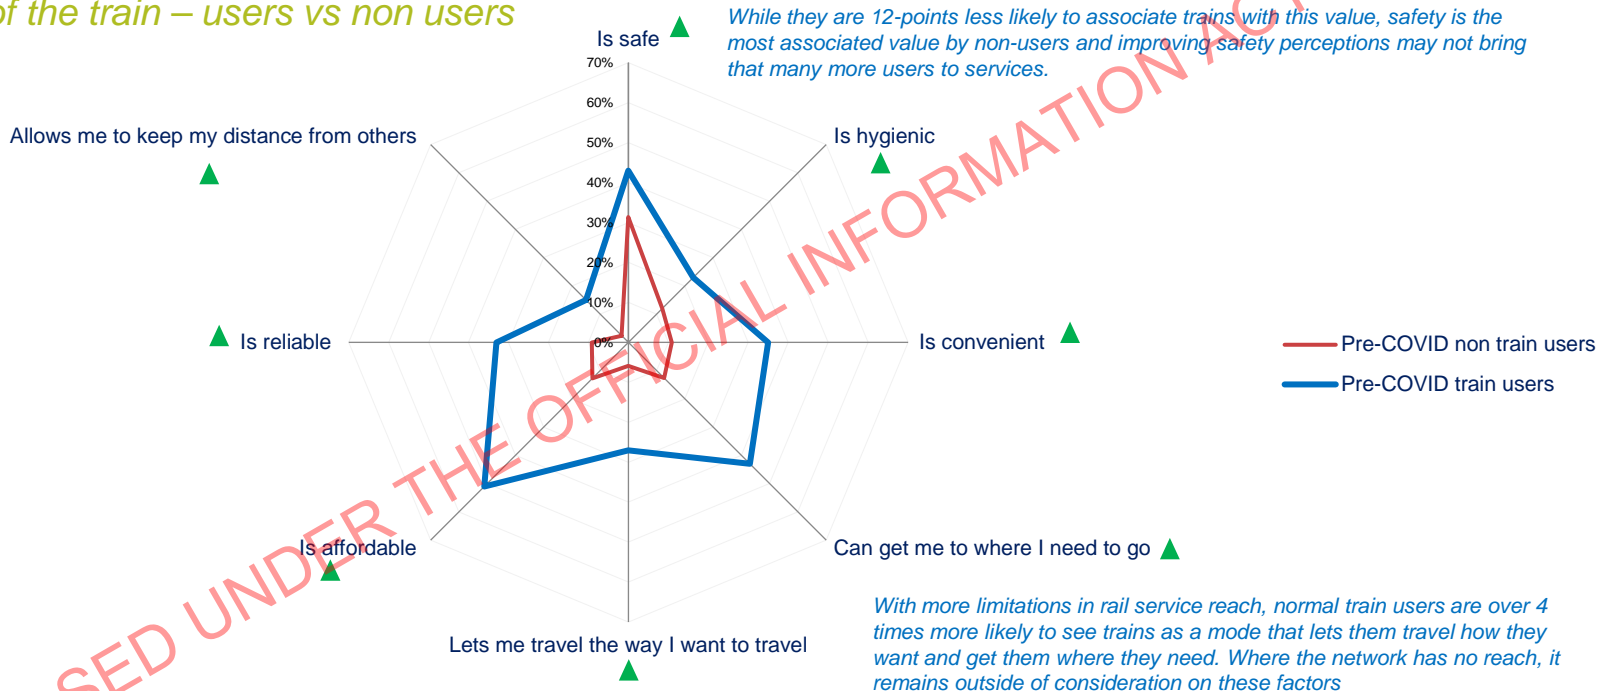 of the train – users vs non users
While they are 12-points less likely to associate trains with this value, safety is the
most associated value by non-users and improving safety perceptions may not bring
that many more users to services.
Is safe
70%
60%
50%
40%
30%
20%
10%
0%
Allows me to keep my distance from others
Is hygienic
Is reliable
Is convenient
Pre-COVID non train users
Pre-COVID train users
Is affordable
Can get me to where I need to go
Lets me travel the way I want to travel
With more limitations in rail service reach, normal train users are over 4
times more likely to see trains as a mode that lets them travel how they
want and get them where they need. Where the network has no reach, it
remains outside of consideration on these factors
SED UNDER THE OFFICIAL INFORMATION AC